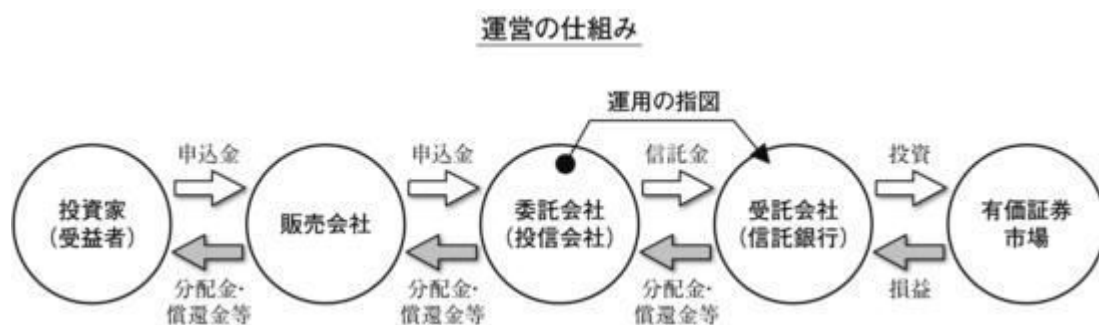 運営の仕組み
運用の指図
申込金
申込金
信託金
投資
投資家
(受益者)
販売会社
委託会社
(投信会社)
受託会社
(信託銀行)
有価証券
市場
分配金・
償還金等
分配金・
償還金等
分配金・
償還金等
損益